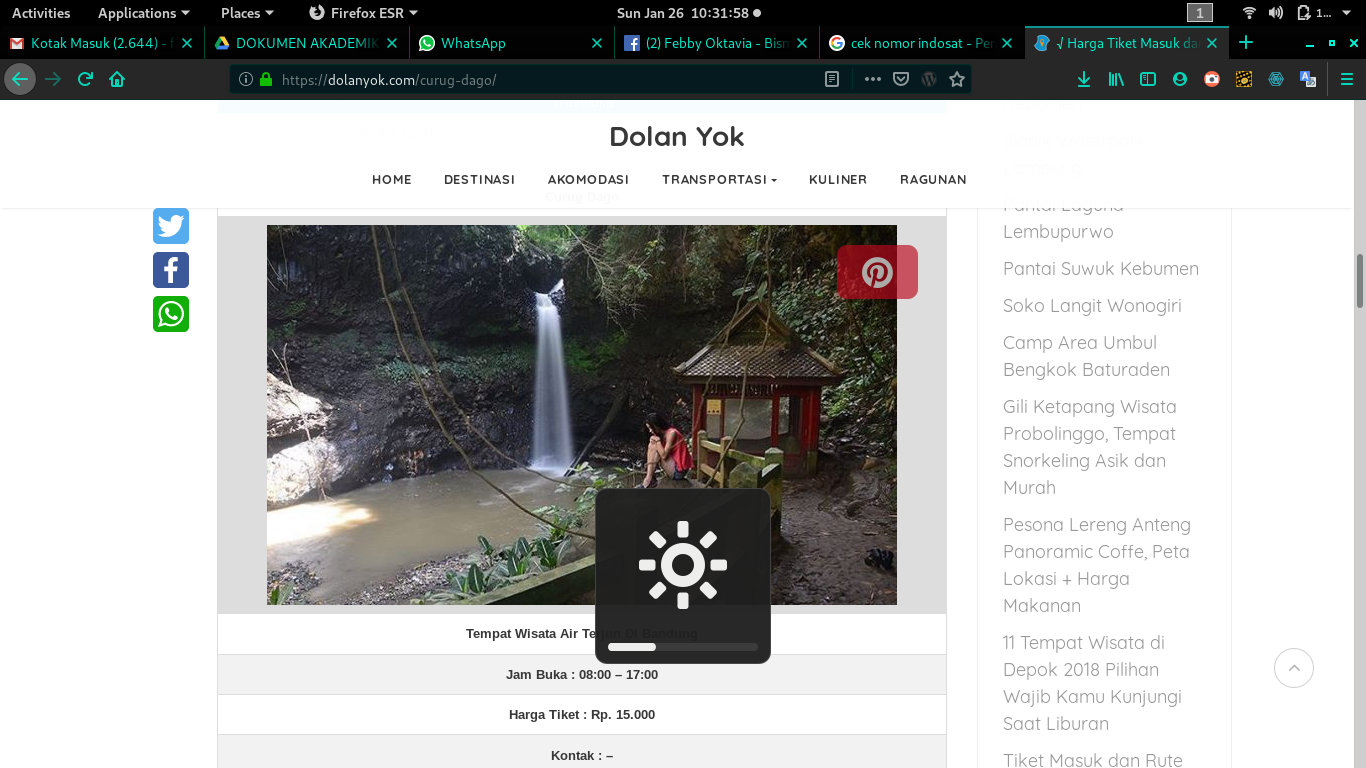 Activities Applications Places Firefox ESR Sun Jan 26 10:31:58 1 1...
Kotak Masuk (2.644) - f DOKUMEN AKADEMIK WhatsApp (2) Febby Oktavia - Bisn cek nomor indosat - Pen √ Harga Tiket Masuk da
https://dolanyok.com/curug-dago/
Dolan Yok
HOME DESTINASI AKOMODASI TRANSPORTASI KULINER RAGUNAN
Curug Dago
Pantai Laguna
Lembupurwo
Pantai Suwuk Kebumen
Soko Langit Wonogiri
Camp Area Umbul
Bengkok Baturaden
Gili Ketapang Wisata
Probolinggo, Tempat
Snorkeling Asik dan
Murah
Pesona Lereng Anteng
Panoramic Coffe, Peta
Lokasi + Harga
Makanan
11 Tempat Wisata di
Depok 2018 Pilihan
Wajib Kamu Kunjungi
Saat Liburan
Tiket Masuk dan Rute
Tempat Wisata Air Terjun Di Bandung
Jam Buka : 08:00 – 17:00
Harga Tiket : Rp. 15.000
Kontak : –